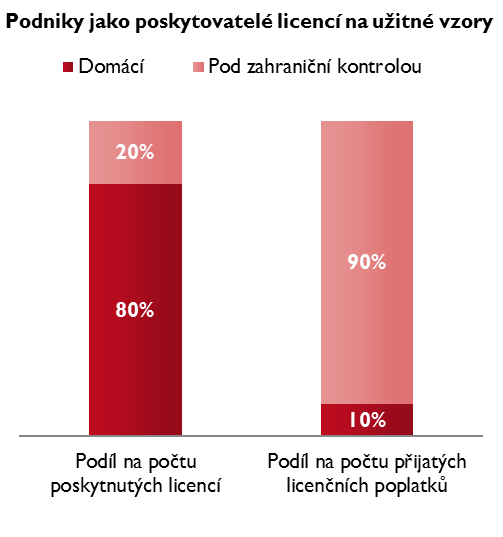 Podniky jako poskytovatelé licencí na užitné vzory
Domácí
Pod zahraniční kontrolou
20%
80%
90%
10%
Podíl na počtu
poskytnutých licencí
Podíl na počtu přijatých
licenčních poplatků